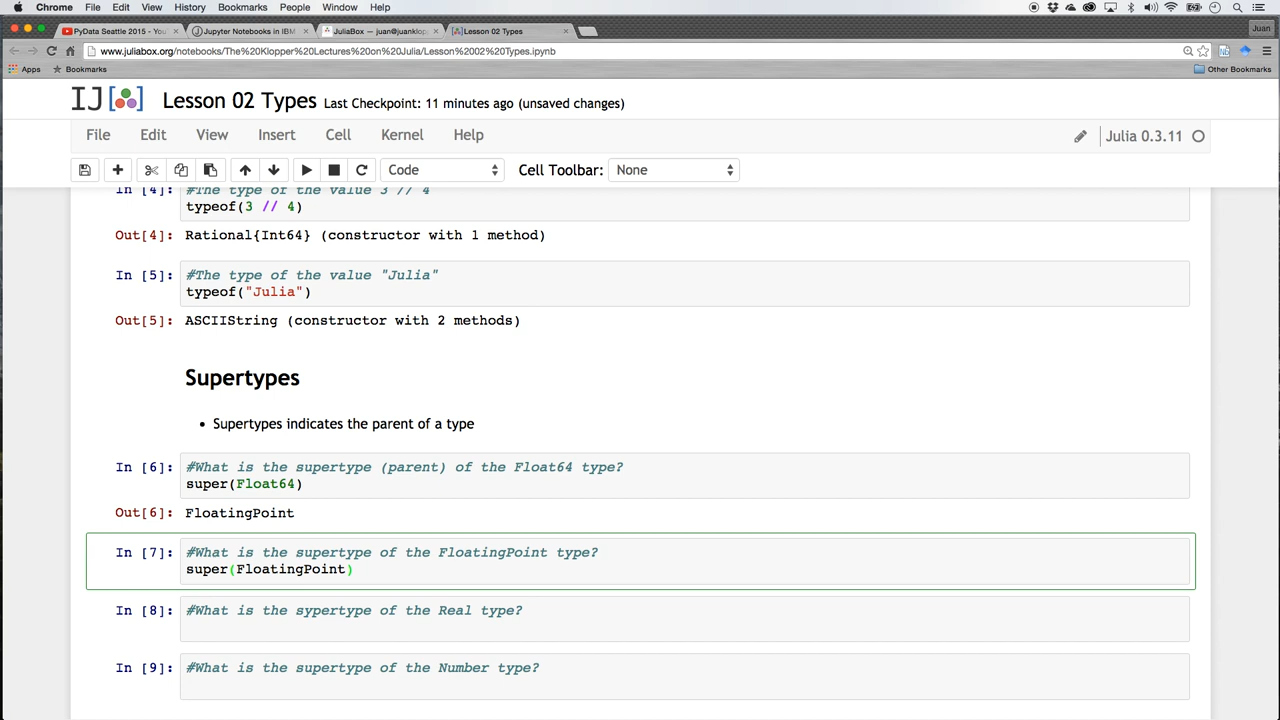 Chrome File Edit View History Bookmarks People Window Help
PyData Seattle 2015 - You
Jupyter Notebooks in IBM
JuliaBox — juan@juanklop
Lesson 02 Types
Juan
www.juliabox.org/notebooks/The%20Klopper%20Lectures%20on%20Julia/Lesson%2002%20Types.ipynb
Apps Bookmarks Other Bookmarks
IJ Lesson 02 Types Last Checkpoint: 11 minutes ago (unsaved changes)
File Edit View Insert Cell Kernel Help Julia 0.3.11
Code Cell Toolbar: None
In [4]: #The type of the value 3 // 4
typeof(3 // 4)
Out[4]: Rational{Int64} (constructor with 1 method)
In [5]: #The type of the value "Julia"
typeof("Julia")
Out[5]: ASCIIString (constructor with 2 methods)
Supertypes
• Supertypes indicates the parent of a type
In [6]: #What is the supertype (parent) of the Float64 type?
super(Float64)
Out[6]: FloatingPoint
In [7]: #What is the supertype of the FloatingPoint type?
super(FloatingPoint)
In [8]: #What is the sypertype of the Real type?
In [9]: #What is the supertype of the Number type?